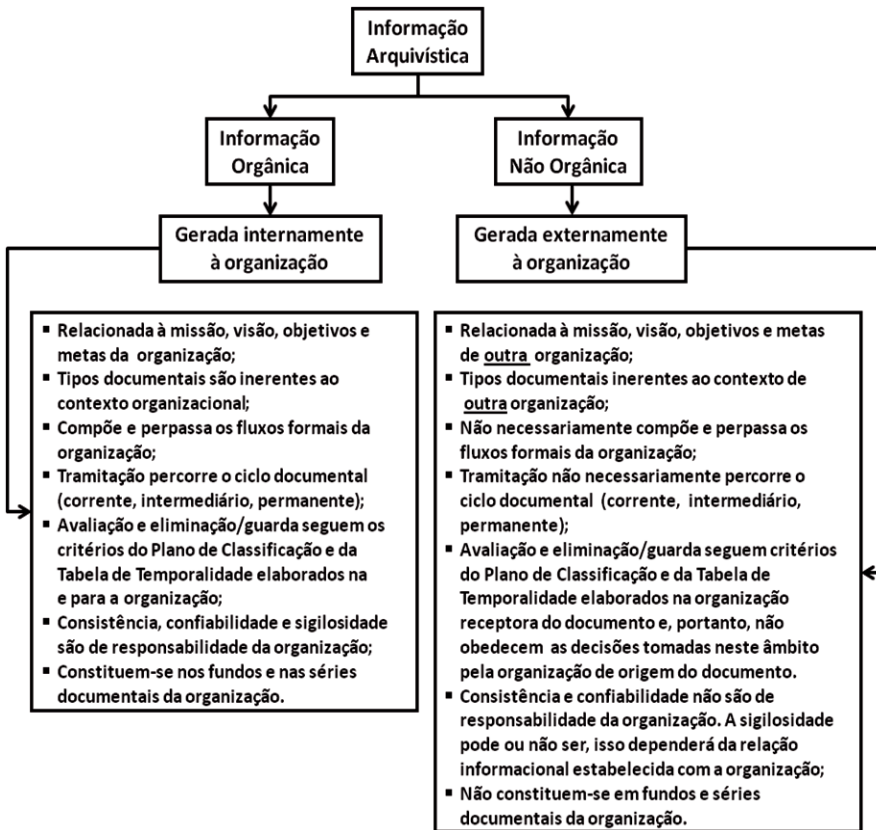 Informação
Arquivística
Informação
Orgânica
Informação
Não Orgânica
Gerada internamente
à organização
Gerada externamente
à organização
▪ Relacionada à missão, visão, objetivos e
metas da organização;
▪ Tipos documentais são inerentes ao
contexto organizacional;
▪ Compõe e perpassa os fluxos formais da
organização;
▪ Tramitação percorre o ciclo documental
(corrente, intermediário, permanente);
▪ Avaliação e eliminação/guarda seguem os
critérios do Plano de Classificação e da
Tabela de Temporalidade elaborados na
e para a organização;
▪ Consistência, confiabilidade e sigilosidade
são de responsabilidade da organização;
▪ Constituem-se nos fundos e nas séries
documentais da organização.
▪ Relacionada à missão, visão, objetivos e metas
de outra organização;
▪ Tipos documentais inerentes ao contexto de
outra organização;
▪ Não necessariamente compõe e perpassa os
fluxos formais da organização;
▪ Tramitação não necessariamente percorre o
ciclo documental (corrente, intermediário,
permanente);
▪ Avaliação e eliminação/guarda seguem critérios
do Plano de Classificação e da Tabela de
Temporalidade elaborados na organização
receptora do documento e, portanto, não
obedecem as decisões tomadas neste âmbito
pela organização de origem do documento.
▪ Consistência e confiabilidade não são de
responsabilidade da organização. A sigilosidade
pode ou não ser, isso dependerá da relação
informacional estabelecida com a organização;
▪ Não constituem-se em fundos e séries
documentais da organização.